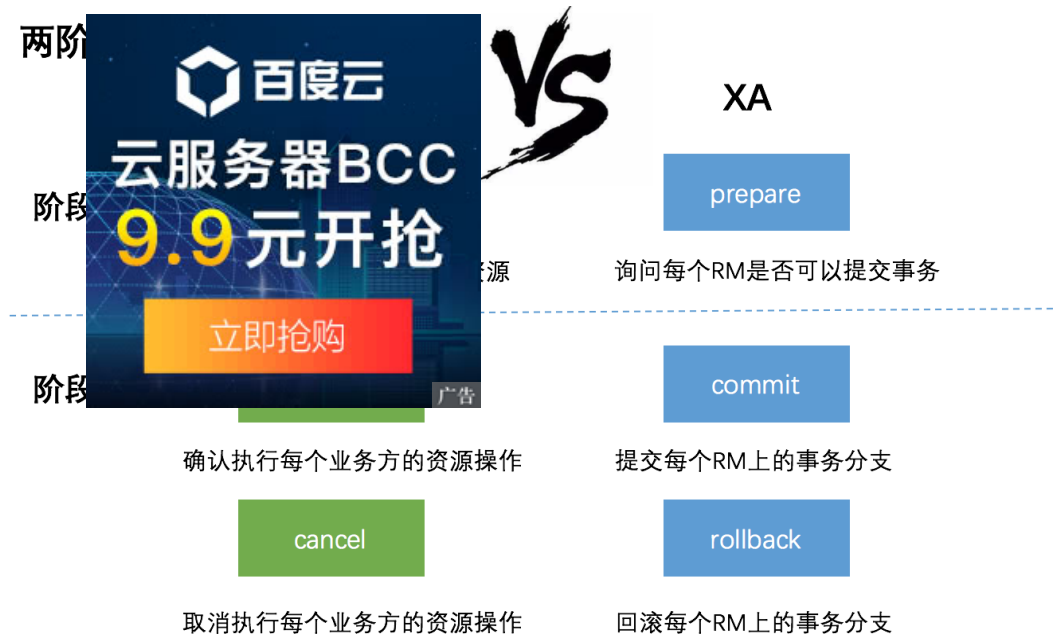 两阶
VS
XA
百度云
云服务器BCC
9.9元开抢
立即抢购
广告
阶段
prepare
资源
询问每个RM是否可以提交事务
阶段
commit
确认执行每个业务方的资源操作
提交每个RM上的事务分支
cancel
rollback
取消执行每个业务方的资源操作
回滚每个RM上的事务分支